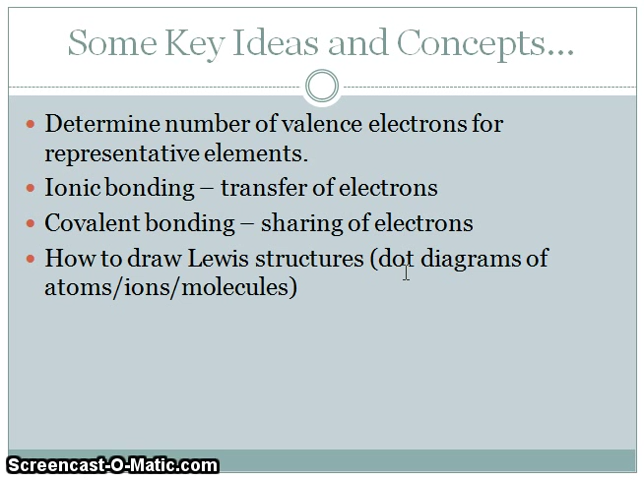 Some Key Ideas and Concepts...
• Determine number of valence electrons for
representative elements.
• Ionic bonding – transfer of electrons
• Covalent bonding – sharing of electrons
• How to draw Lewis structures (dot diagrams of
atoms/ions/molecules)
Screencast-O-Matic.com